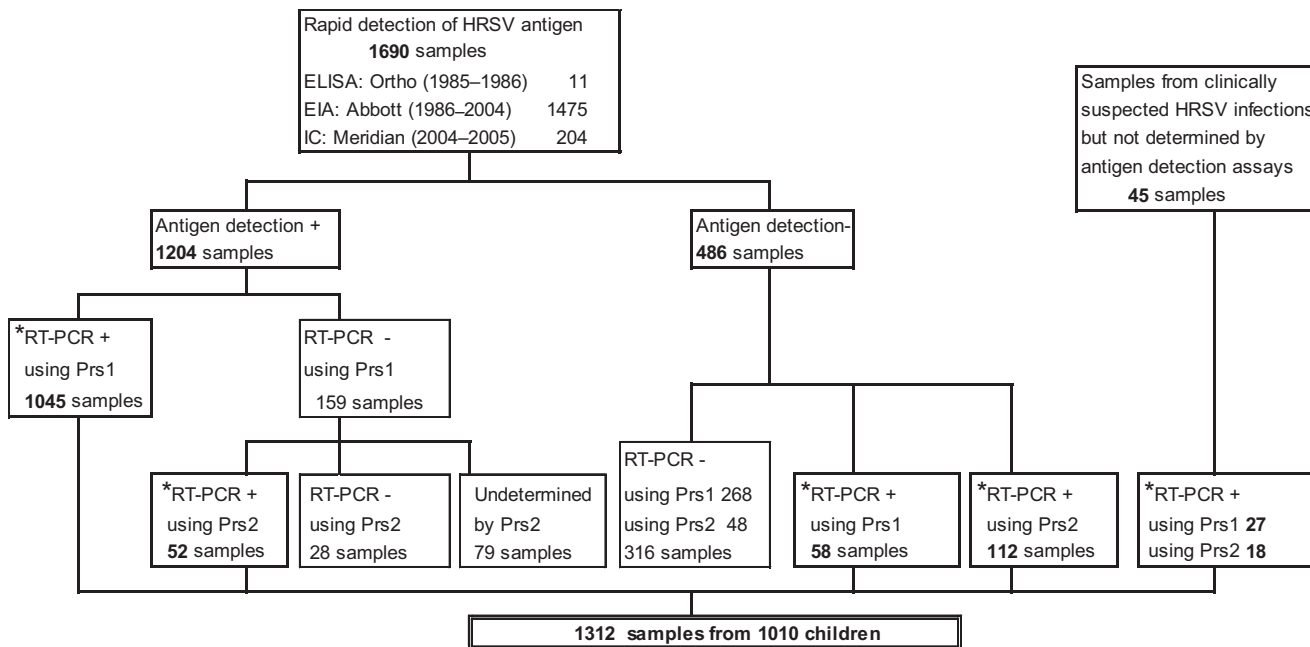 Rapid detection of HRSV antigen
1690 samples
ELISA: Ortho (1985–1986) 11
EIA: Abbott (1986–2004) 1475
IC: Meridian (2004–2005) 204
Samples from clinically
suspected HRSV infections
but not determined by
antigen detection assays
45 samples
Antigen detection +
1204 samples
Antigen detection-
486 samples
*RT-PCR +
using Prs1
1045 samples
RT-PCR -
using Prs1
159 samples
*RT-PCR +
using Prs2
52 samples
RT-PCR -
using Prs2
28 samples
Undetermined
by Prs2
79 samples
RT-PCR -
using Prs1 268
using Prs2 48
316 samples
*RT-PCR +
using Prs1
58 samples
*RT-PCR +
using Prs2
112 samples
*RT-PCR +
using Prs1 27
using Prs2 18
1312 samples from 1010 children